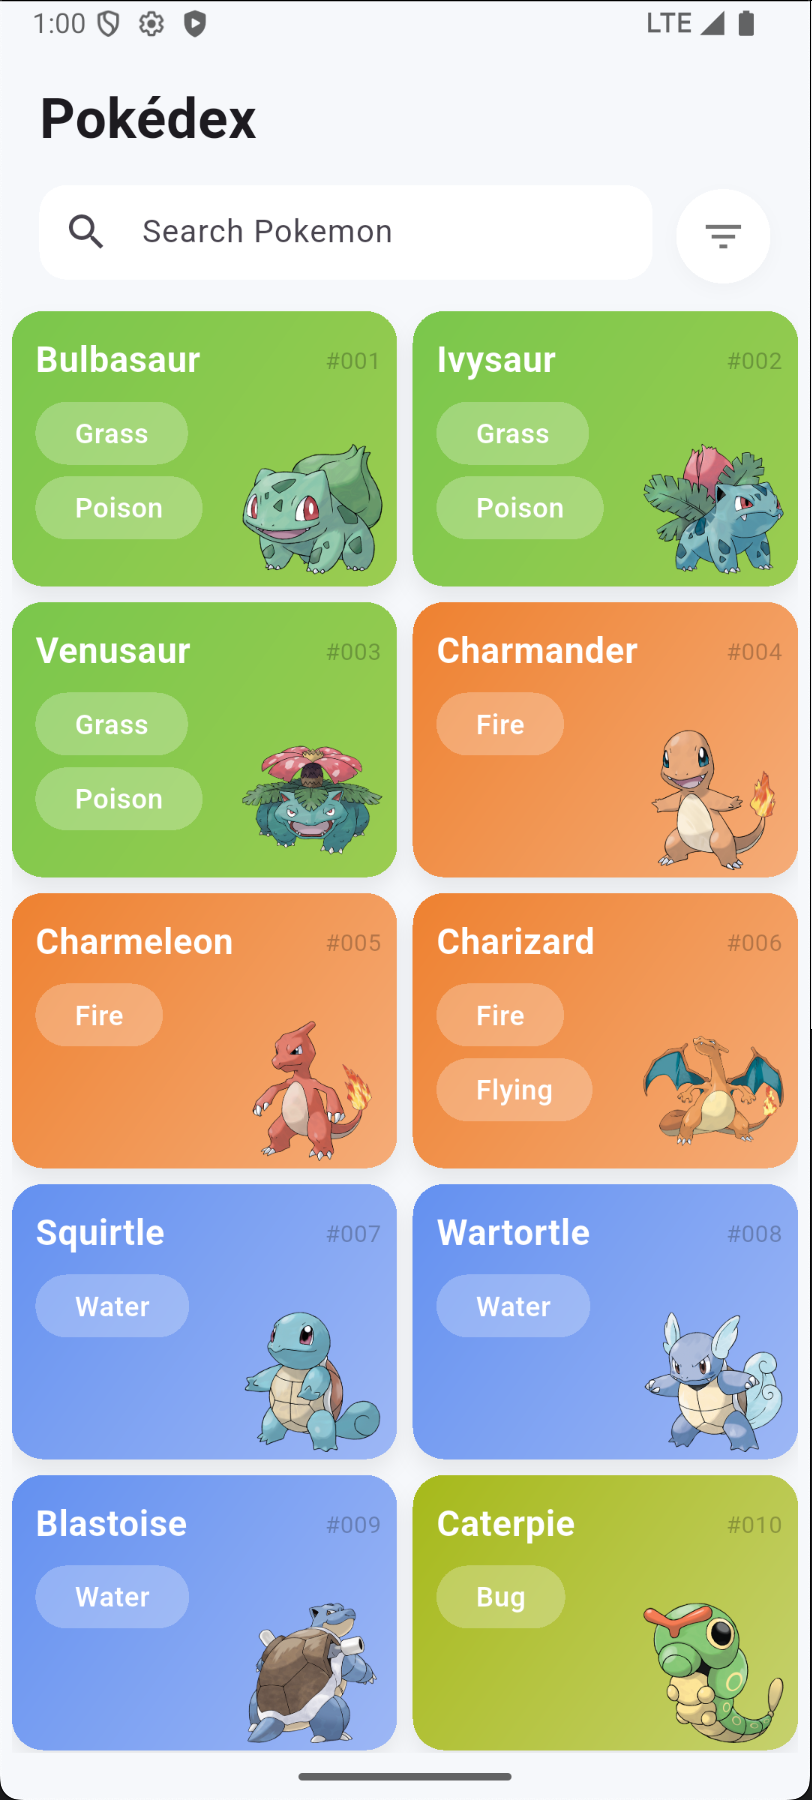 1:00 LTE
Pokédex
Search Pokemon
Bulbasaur #001
Grass
Poison
Ivysaur #002
Grass
Poison
Venusaur #003
Grass
Poison
Charmander #004
Fire
Charmeleon #005
Fire
Charizard #006
Fire
Flying
Squirtle #007
Water
Wartortle #008
Water
Blastoise #009
Water
Caterpie #010
Bug